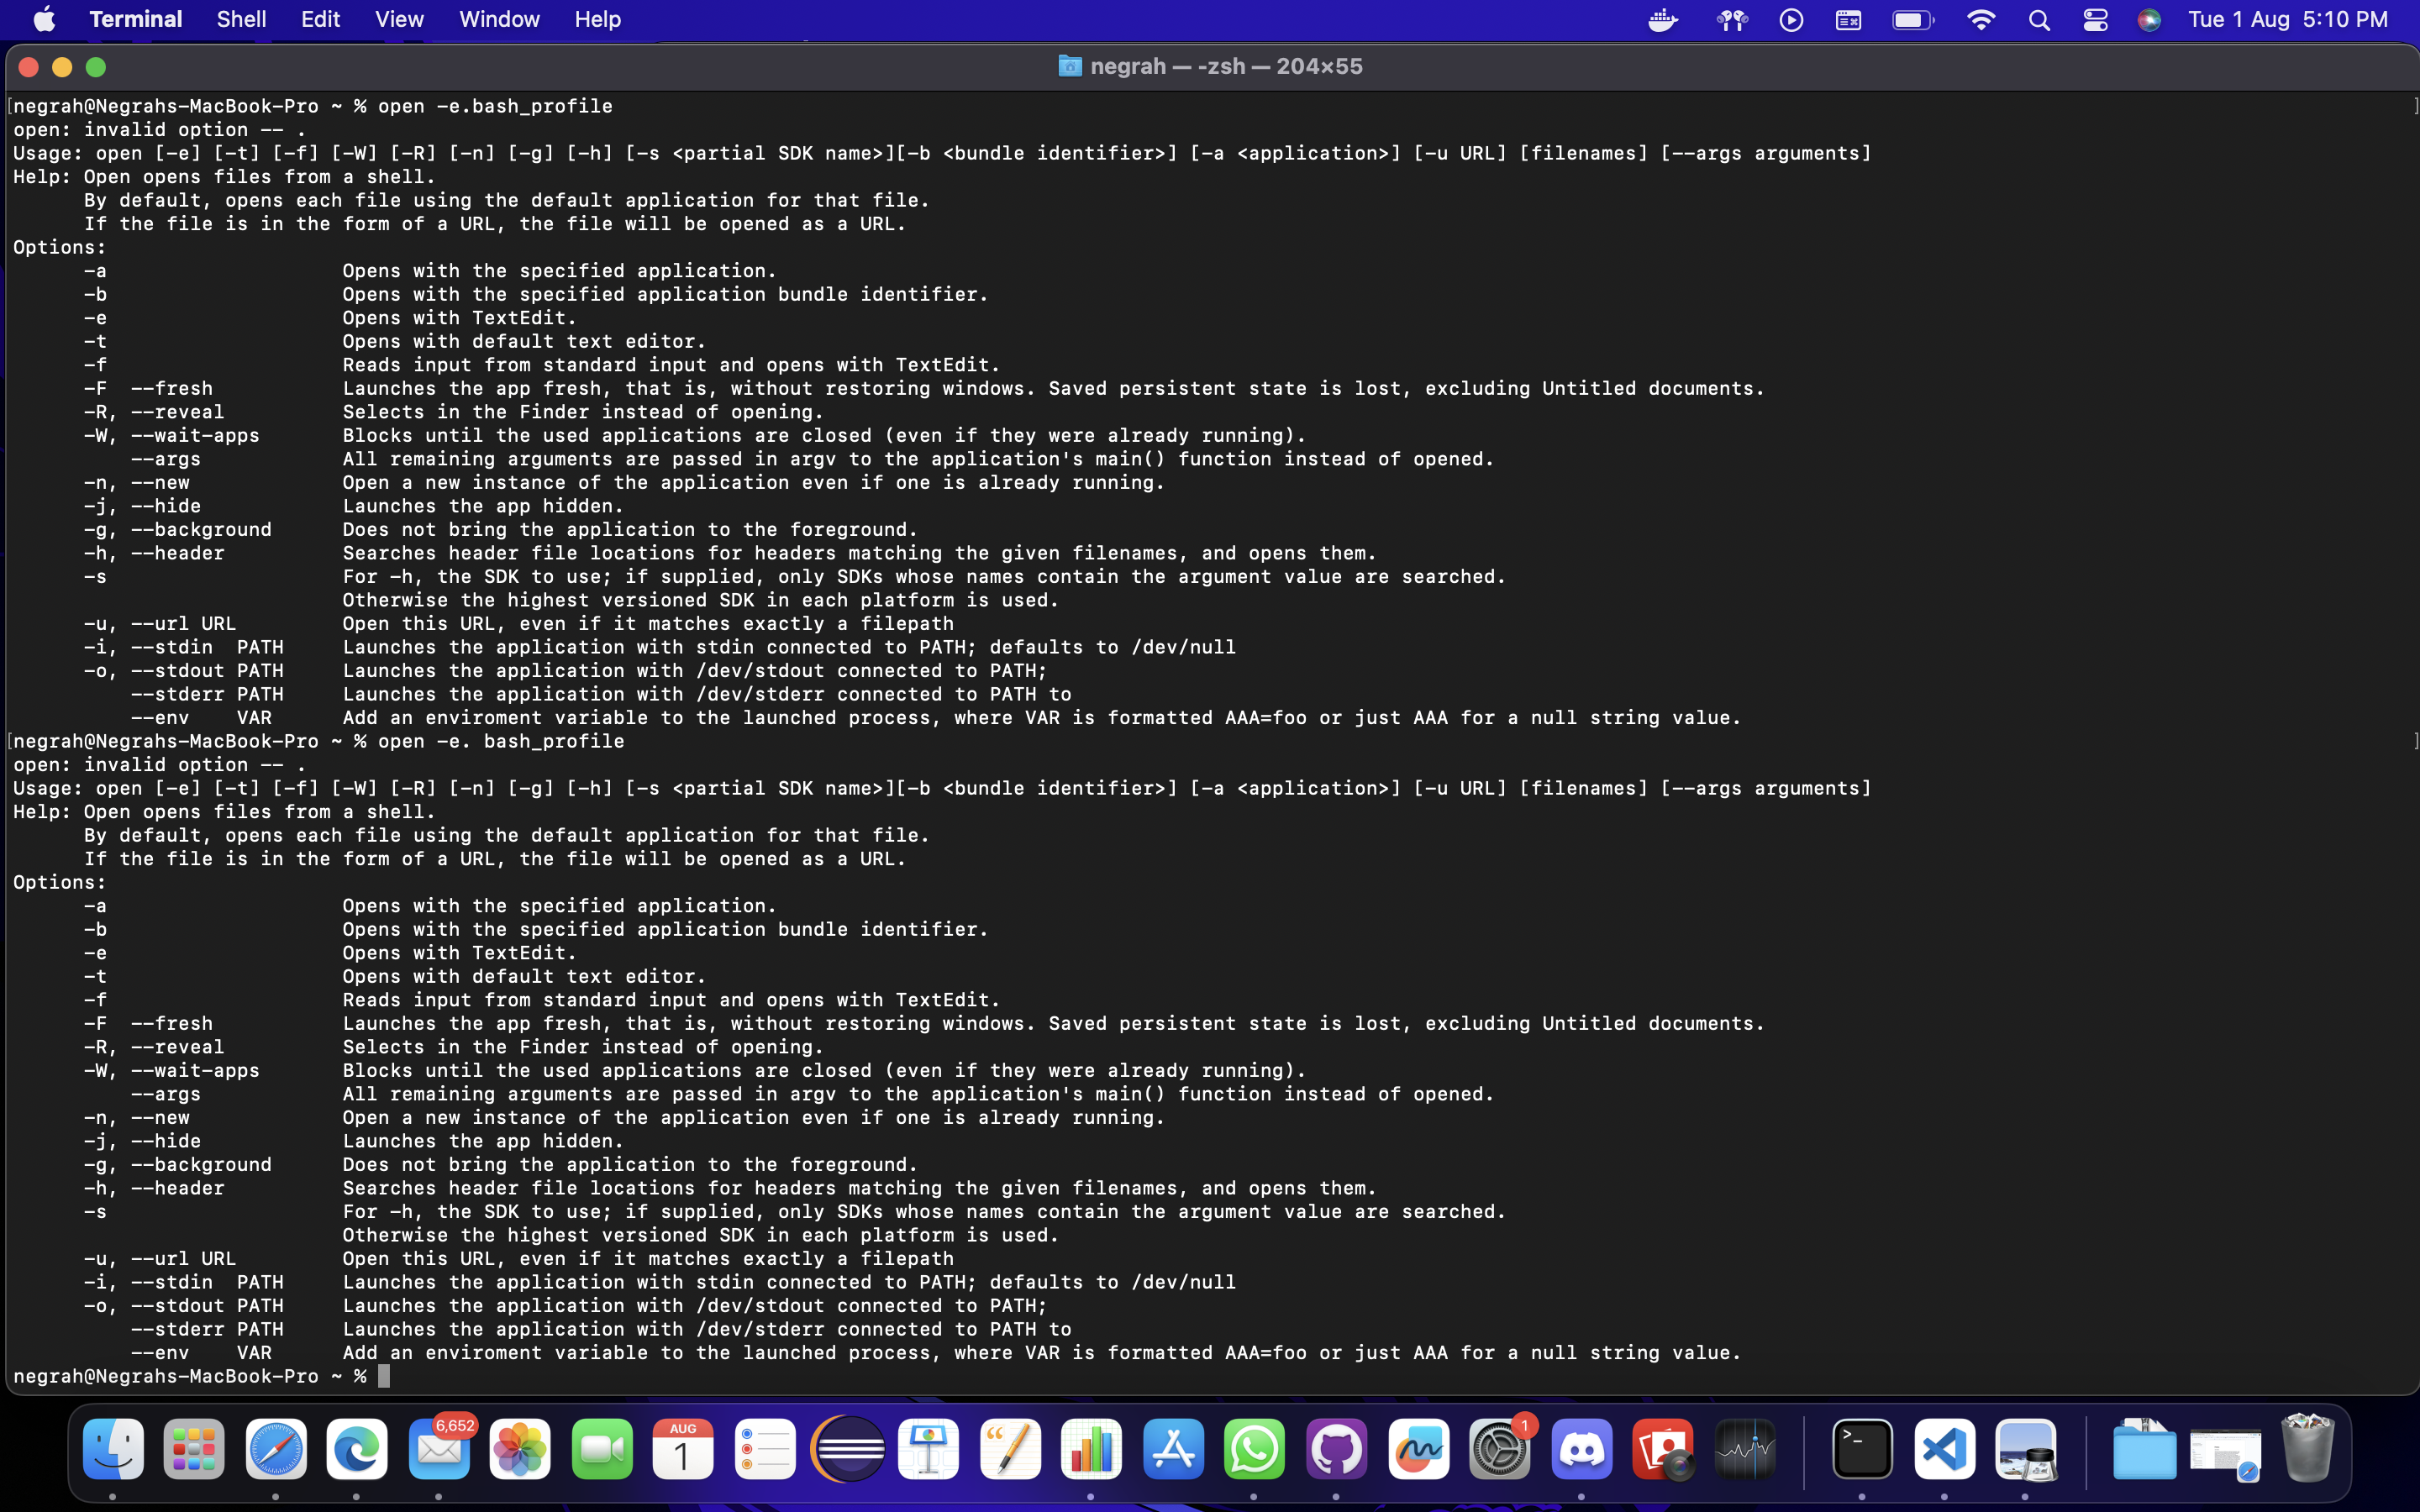 Terminal Shell Edit View Window Help Tue 1 Aug 5:10 PM
negrah — -zsh — 204×55
[negrah@Negrahs-MacBook-Pro ~ % open -e.bash_profile ]
open: invalid option -- .
Usage: open [-e] [-t] [-f] [-W] [-R] [-n] [-g] [-h] [-s <partial SDK name>][-b <bundle identifier>] [-a <application>] [-u URL] [filenames] [--args arguments]
Help: Open opens files from a shell.
By default, opens each file using the default application for that file.
If the file is in the form of a URL, the file will be opened as a URL.
Options:
-a Opens with the specified application.
-b Opens with the specified application bundle identifier.
-e Opens with TextEdit.
-t Opens with default text editor.
-f Reads input from standard input and opens with TextEdit.
-F --fresh Launches the app fresh, that is, without restoring windows. Saved persistent state is lost, excluding Untitled documents.
-R, --reveal Selects in the Finder instead of opening.
-W, --wait-apps Blocks until the used applications are closed (even if they were already running).
--args All remaining arguments are passed in argv to the application's main() function instead of opened.
-n, --new Open a new instance of the application even if one is already running.
-j, --hide Launches the app hidden.
-g, --background Does not bring the application to the foreground.
-h, --header Searches header file locations for headers matching the given filenames, and opens them.
-s For -h, the SDK to use; if supplied, only SDKs whose names contain the argument value are searched.
Otherwise the highest versioned SDK in each platform is used.
-u, --url URL Open this URL, even if it matches exactly a filepath
-i, --stdin PATH Launches the application with stdin connected to PATH; defaults to /dev/null
-o, --stdout PATH Launches the application with /dev/stdout connected to PATH;
--stderr PATH Launches the application with /dev/stderr connected to PATH to
--env VAR Add an enviroment variable to the launched process, where VAR is formatted AAA=foo or just AAA for a null string value.
[negrah@Negrahs-MacBook-Pro ~ % open -e. bash_profile ]
open: invalid option -- .
Usage: open [-e] [-t] [-f] [-W] [-R] [-n] [-g] [-h] [-s <partial SDK name>][-b <bundle identifier>] [-a <application>] [-u URL] [filenames] [--args arguments]
Help: Open opens files from a shell.
By default, opens each file using the default application for that file.
If the file is in the form of a URL, the file will be opened as a URL.
Options:
-a Opens with the specified application.
-b Opens with the specified application bundle identifier.
-e Opens with TextEdit.
-t Opens with default text editor.
-f Reads input from standard input and opens with TextEdit.
-F --fresh Launches the app fresh, that is, without restoring windows. Saved persistent state is lost, excluding Untitled documents.
-R, --reveal Selects in the Finder instead of opening.
-W, --wait-apps Blocks until the used applications are closed (even if they were already running).
--args All remaining arguments are passed in argv to the application's main() function instead of opened.
-n, --new Open a new instance of the application even if one is already running.
-j, --hide Launches the app hidden.
-g, --background Does not bring the application to the foreground.
-h, --header Searches header file locations for headers matching the given filenames, and opens them.
-s For -h, the SDK to use; if supplied, only SDKs whose names contain the argument value are searched.
Otherwise the highest versioned SDK in each platform is used.
-u, --url URL Open this URL, even if it matches exactly a filepath
-i, --stdin PATH Launches the application with stdin connected to PATH; defaults to /dev/null
-o, --stdout PATH Launches the application with /dev/stdout connected to PATH;
--stderr PATH Launches the application with /dev/stderr connected to PATH to
--env VAR Add an enviroment variable to the launched process, where VAR is formatted AAA=foo or just AAA for a null string value.
negrah@Negrahs-MacBook-Pro ~ %
6,652
AUG
1
1